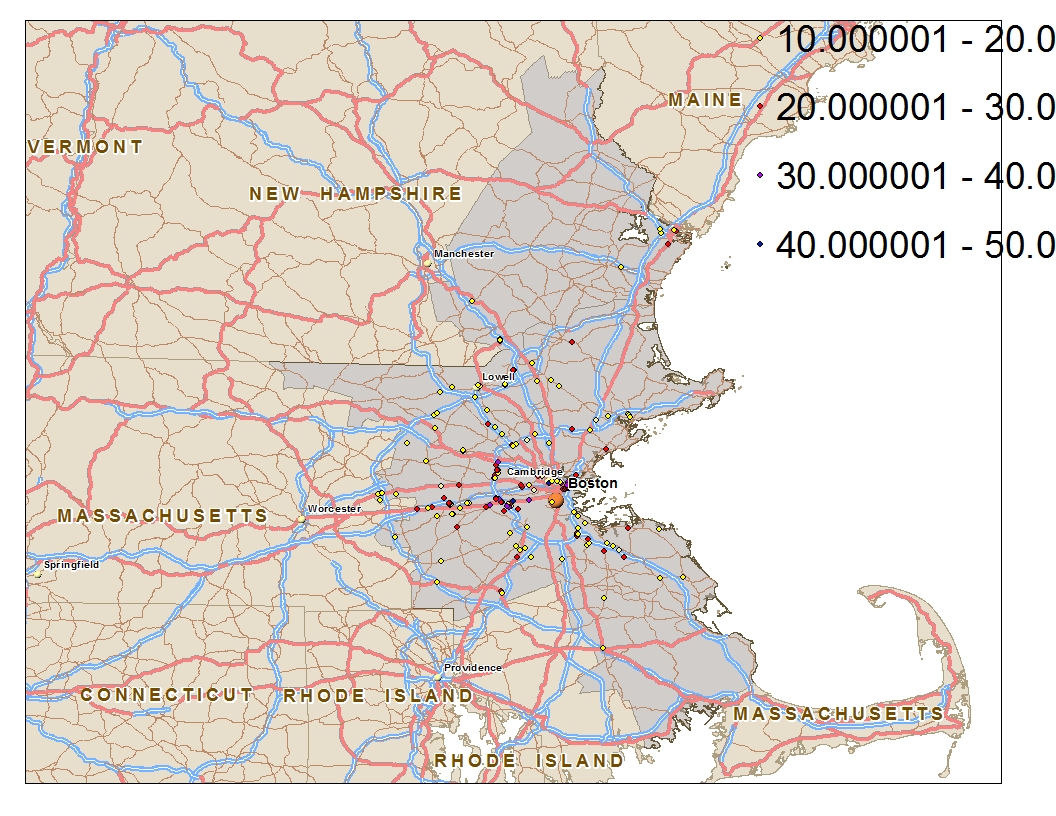 10.000001 - 20.0
MAINE
20.000001 - 30.0
VERMONT
30.000001 - 40.0
NEW HAMPSHIRE
40.000001 - 50.0
Manchester
Lowell
Cambridge
Boston
Worcester
MASSACHUSETTS
Springfield
Providence
CONNECTICUT
RHODE ISLAND
MASSACHUSETTS
RHODE ISLAND